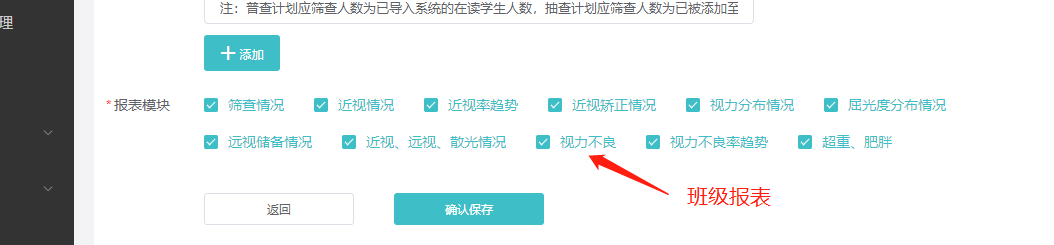 理
注：普查计划应筛查人数为已导入系统的在读学生人数，抽查计划应筛查人数为已被添加至
添加
*报表模块 筛查情况 近视情况 近视率趋势 近视矫正情况 视力分布情况 屈光度分布情况
远视储备情况 近视、远视、散光情况 视力不良 视力不良率趋势 超重、肥胖
班级报表
返回 确认保存